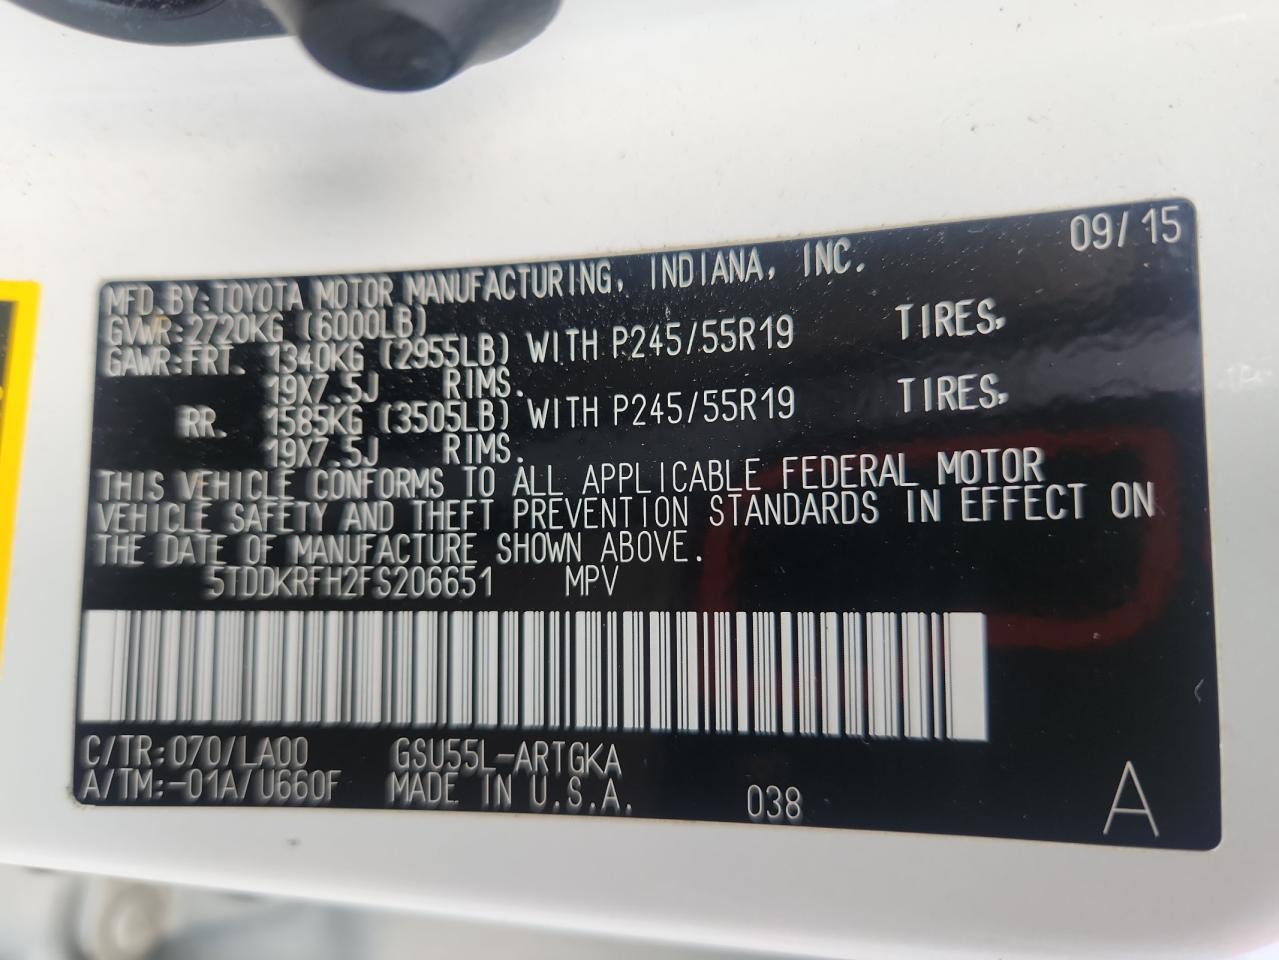 09/15
MFD. BY:TOYOTA MOTOR MANUFACTURING, INDIANA, INC.
GVWR:2720KG (6000LB)
GAWR:FRT. 1340KG (2955LB) WITH P245/55R19 TIRES,
19X7.5J RIMS.
RR. 1585KG (3505LB) WITH P245/55R19 TIRES,
19X7.5J RIMS.
THIS VEHICLE CONFORMS TO ALL APPLICABLE FEDERAL MOTOR
VEHICLE SAFETY AND THEFT PREVENTION STANDARDS IN EFFECT ON
THE DATE OF MANUFACTURE SHOWN ABOVE.
5TDDKRFH2FS206651 MPV
C/TR:070/LA00 GSU55L-ARTGKA
A/TM:-01A/U660F MADE IN U.S.A. 038 A